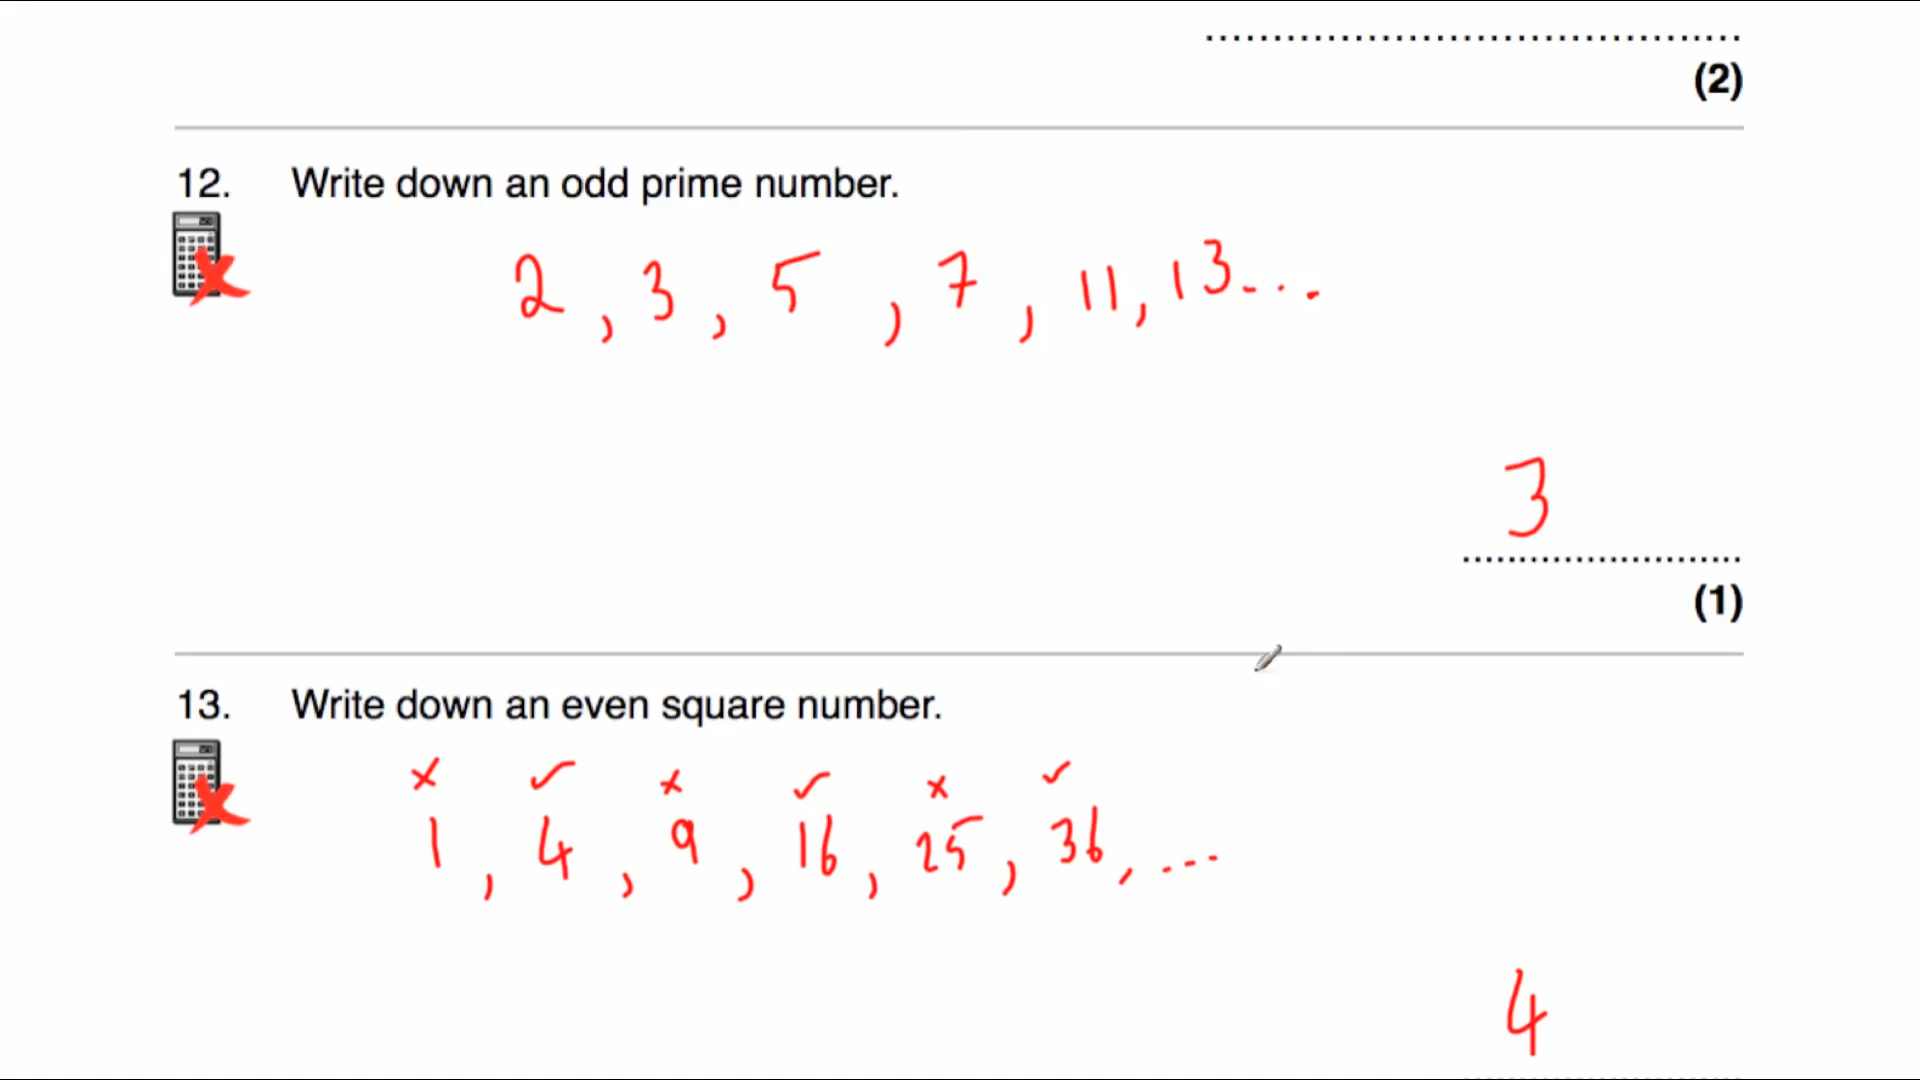 ........................................
(2)
12. Write down an odd prime number.
2, 3, 5, 7, 11, 13...
3
.........................
(1)
13. Write down an even square number.
x ✓ x ✓ x ✓
1, 4, 9, 16, 25, 36, ...
4